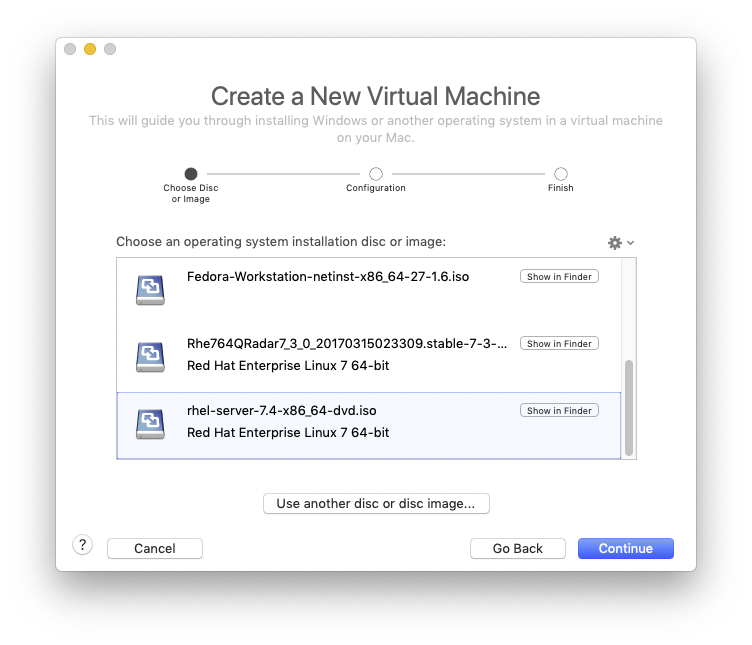 Create a New Virtual Machine
This will guide you through installing Windows or another operating system in a virtual machine
on your Mac.
Choose Disc
or Image
Configuration
Finish
Choose an operating system installation disc or image:
Fedora-Workstation-netinst-x86_64-27-1.6.iso
Show in Finder
Rhe764QRadar7_3_0_20170315023309.stable-7-3-...
Show in Finder
Red Hat Enterprise Linux 7 64-bit
rhel-server-7.4-x86_64-dvd.iso
Show in Finder
Red Hat Enterprise Linux 7 64-bit
Use another disc or disc image...
?
Cancel
Go Back
Continue